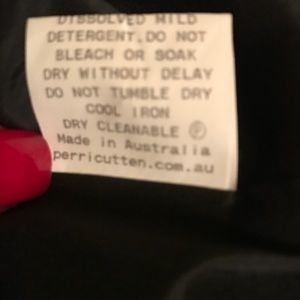 DISSOLVED MILD
DETERGENT. DO NOT
BLEACH OR SOAK
DRY WITHOUT DELAY
DO NOT TUMBLE DRY
COOL IRON
DRY CLEANABLE Ⓟ
Made in Australia
perricutten.com.au